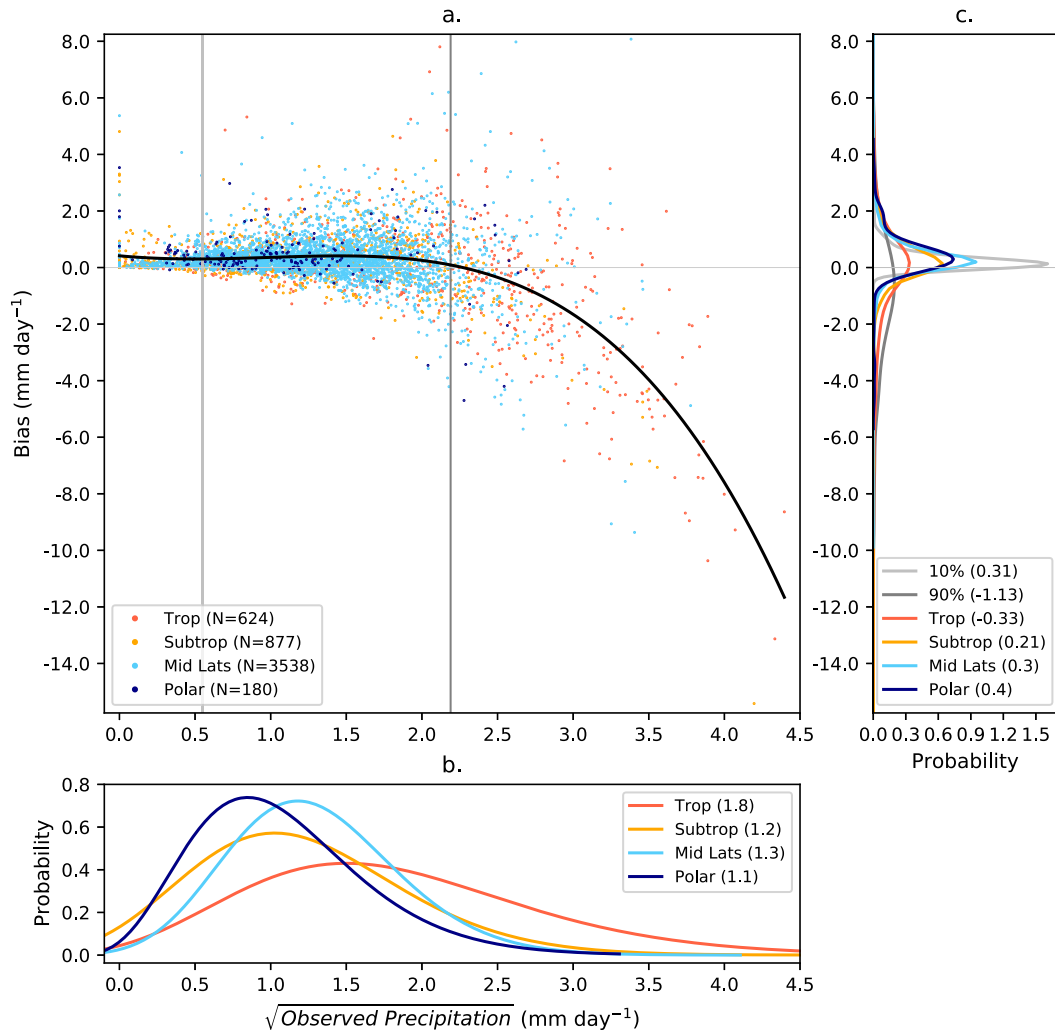 a.
c.
8.0
6.0
4.0
2.0
0.0
-2.0
-4.0
-6.0
-8.0
-10.0
-12.0
-14.0
Bias (mm day⁻¹)
Trop (N=624)
Subtrop (N=877)
Mid Lats (N=3538)
Polar (N=180)
0.0 0.5 1.0 1.5 2.0 2.5 3.0 3.5 4.0 4.5
8.0
6.0
4.0
2.0
0.0
-2.0
-4.0
-6.0
-8.0
-10.0
-12.0
-14.0
10% (0.31)
90% (-1.13)
Trop (-0.33)
Subtrop (0.21)
Mid Lats (0.3)
Polar (0.4)
0.0 0.3 0.6 0.9 1.2 1.5
Probability
b.
0.8
0.6
0.4
0.2
0.0
Probability
Trop (1.8)
Subtrop (1.2)
Mid Lats (1.3)
Polar (1.1)
0.0 0.5 1.0 1.5 2.0 2.5 3.0 3.5 4.0 4.5
√Observed Precipitation (mm day⁻¹)